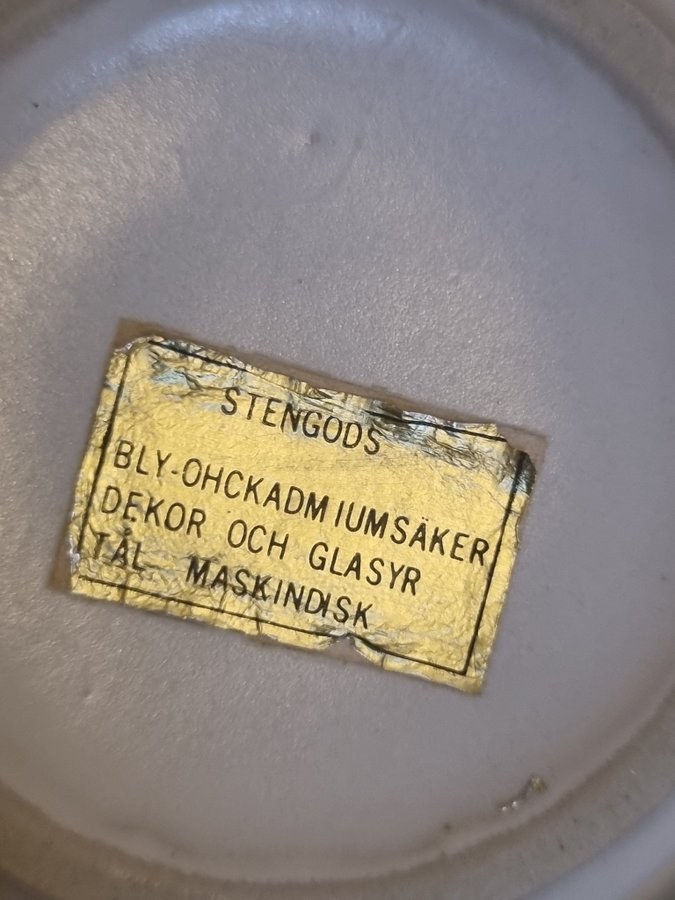 STENGODS
BLY-OHCKADMIUMSÄKER
DEKOR OCH GLASYR
TÅL MASKINDISK